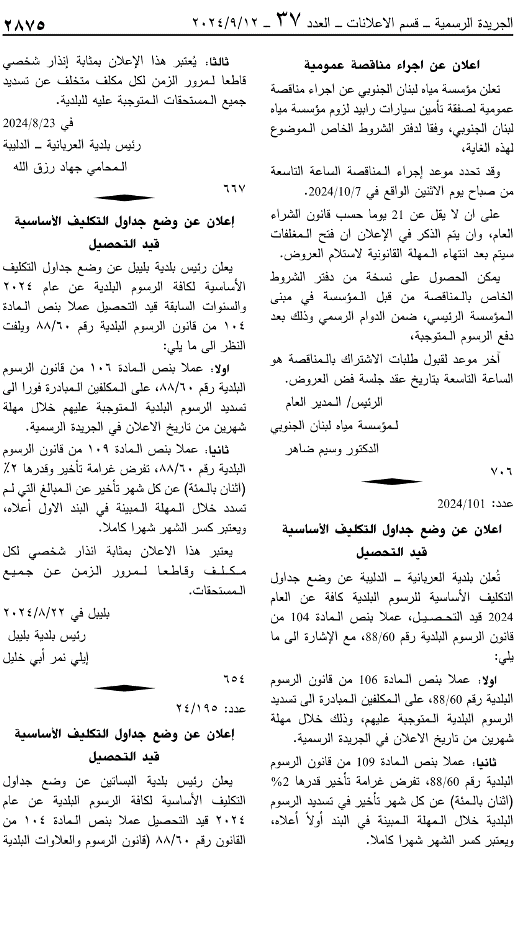 الجريدة الرسمية ــ قسم الاعلانات ــ العدد ٣٧ ــ ٢٠٢٤/٩/١٢
٢٨٧٥
اعلان عن اجراء مناقصة عمومية
تعلن مؤسسة مياه لبنان الجنوبي عن اجراء مناقصة
عمومية لصفقة تأمين سيارات رابيد لزوم مؤسسة مياه
لبنان الجنوبي، وفقا لدفتر الشروط الخاص الموضوع
لهذه الغاية،
وقد تحدد موعد إجراء المناقصة الساعة التاسعة
من صباح يوم الاثنين الواقع في 2024/10/7.
على ان لا يقل عن 21 يوما حسب قانون الشراء
العام، وان يتم الذكر في الإعلان ان فتح المغلفات
سيتم بعد انتهاء المهلة القانونية لاستلام العروض.
يمكن الحصول على نسخة من دفتر الشروط
الخاص بالمناقصة من قبل المؤسسة في مبنى
المؤسسة الرئيسي، ضمن الدوام الرسمي وذلك بعد
دفع الرسوم المتوجبة،
آخر موعد لقبول طلبات الاشتراك بالمناقصة هو
الساعة التاسعة بتاريخ عقد جلسة فض العروض.
الرئيس/ المدير العام
لمؤسسة مياه لبنان الجنوبي
الدكتور وسيم ضاهر
٧٠٦
عدد: 2024/101
اعلان عن وضع جداول التكليف الأساسية
قيد التحصيل
تُعلن بلدية العربانية ــ الدليبة عن وضع جداول
التكليف الأساسية للرسوم البلدية كافة عن العام
2024 قيد التحصيل، عملا بنص المادة 104 من
قانون الرسوم البلدية رقم 88/60، مع الإشارة الى ما
يلي:
اولا: عملا بنص المادة 106 من قانون الرسوم
البلدية رقم 88/60، على المكلفين المبادرة الى تسديد
الرسوم البلدية المتوجبة عليهم، وذلك خلال مهلة
شهرين من تاريخ الاعلان في الجريدة الرسمية.
ثانيا: عملا بنص المادة 109 من قانون الرسوم
البلدية رقم 88/60، تفرض غرامة تأخير قدرها 2%
(اثنان بالمئة) عن كل شهر تأخير في تسديد الرسوم
البلدية خلال المهلة المبينة في البند أولاً أعلاه،
ويعتبر كسر الشهر شهرا كاملا.
ثالثا: يُعتبر هذا الإعلان بمثابة إنذار شخصي
قاطعا لمرور الزمن لكل مكلف متخلف عن تسديد
جميع المستحقات المتوجبة عليه للبلدية.
في 2024/8/23
رئيس بلدية العربانية ــ الدليبة
المحامي جهاد رزق الله
٦٦٧
إعلان عن وضع جداول التكليف الأساسية
قيد التحصيل
يعلن رئيس بلدية بليبل عن وضع جداول التكليف
الأساسية لكافة الرسوم البلدية عن عام ٢٠٢٤
والسنوات السابقة قيد التحصيل عملا بنص المادة
١٠٤ من قانون الرسوم البلدية رقم ٨٨/٦٠ ويلفت
النظر الى ما يلي:
اولا: عملا بنص المادة ١٠٦ من قانون الرسوم
البلدية رقم ٨٨/٦٠، على المكلفين المبادرة فورا الى
تسديد الرسوم البلدية المتوجبة عليهم خلال مهلة
شهرين من تاريخ الاعلان في الجريدة الرسمية.
ثانيا: عملا بنص المادة ١٠٩ من قانون الرسوم
البلدية رقم ٨٨/٦٠، تفرض غرامة تأخير وقدرها ٢٪
(اثنان بالمئة) عن كل شهر تأخير عن المبالغ التي لم
تسدد خلال المهلة المبينة في البند الاول أعلاه،
ويعتبر كسر الشهر شهرا كاملا.
يعتبر هذا الاعلان بمثابة انذار شخصي لكل
مكلف وقاطعا لمرور الزمن عن جميع
المستحقات.
بليبل في ٢٠٢٤/٨/٢٢
رئيس بلدية بليبل
إيلي نمر أبي خليل
٦٥٤
عدد: ٢٤/١٩٥
إعلان عن وضع جداول التكليف الأساسية
قيد التحصيل
يعلن رئيس بلدية البساتين عن وضع جداول
التكليف الأساسية لكافة الرسوم البلدية عن عام
٢٠٢٤ قيد التحصيل عملا بنص المادة ١٠٤ من
القانون رقم ٨٨/٦٠ (قانون الرسوم والعلاوات البلدية